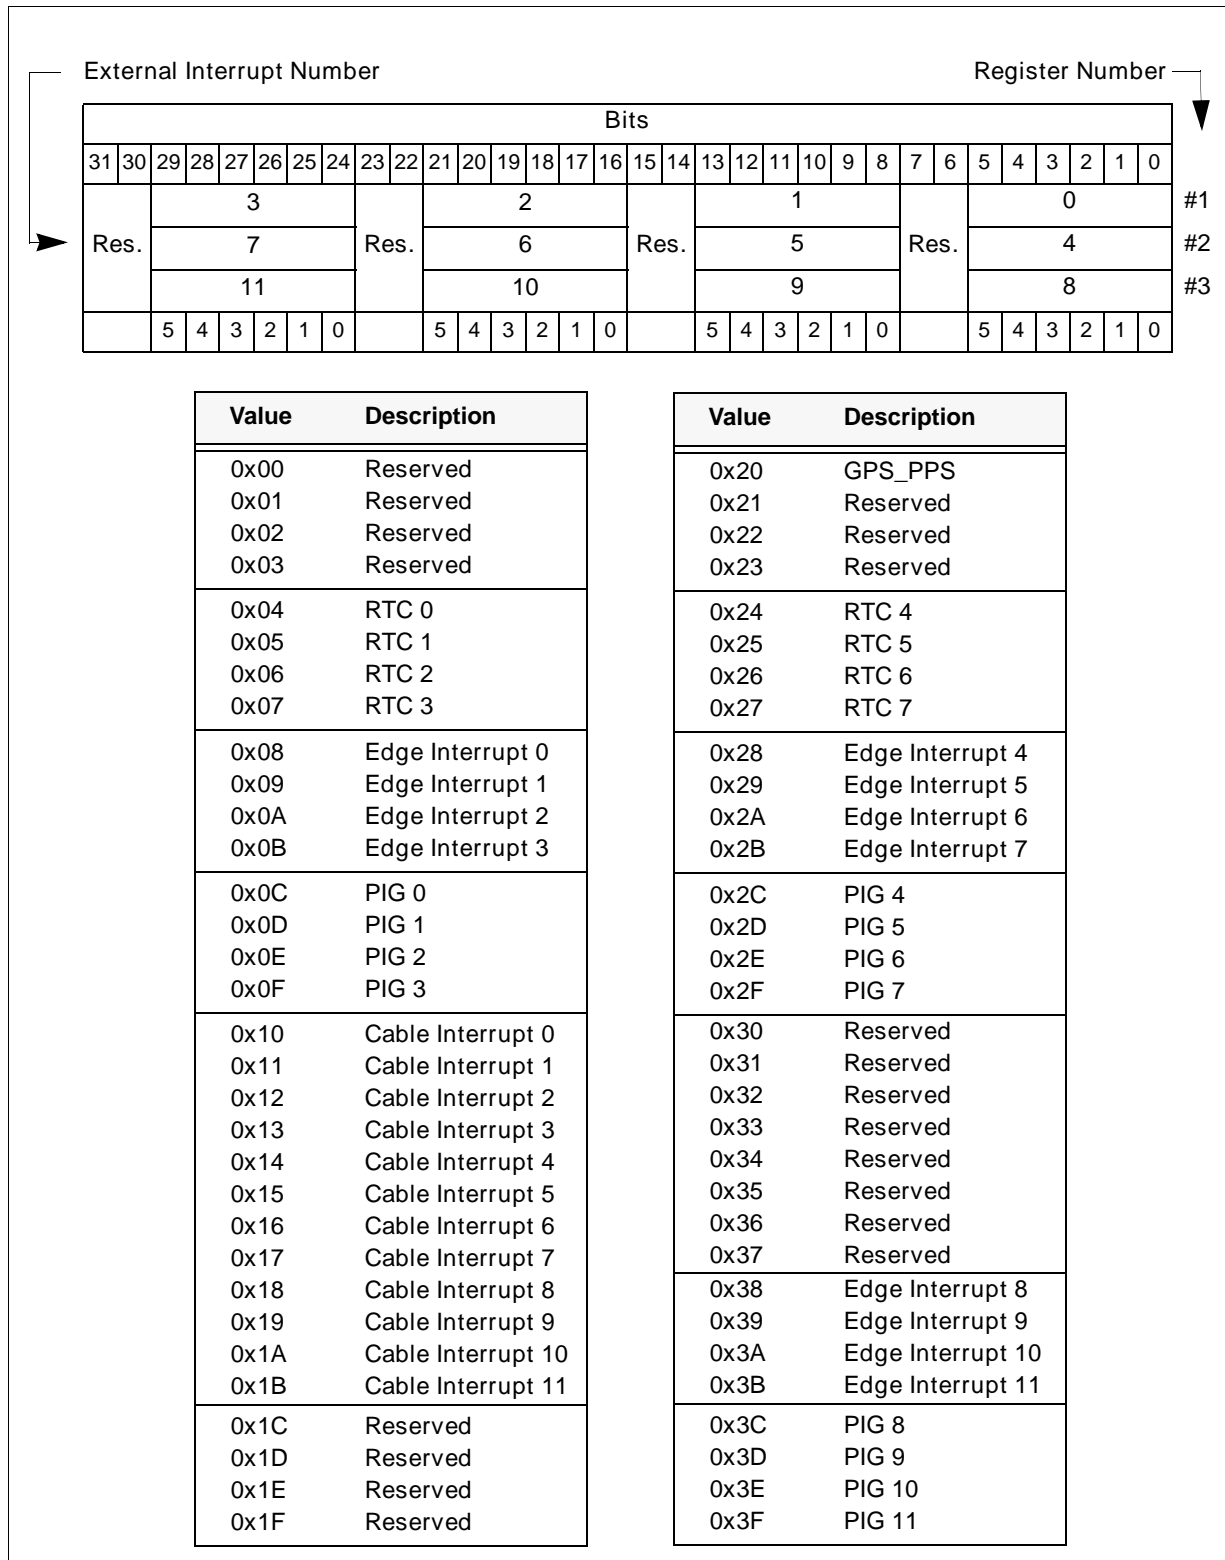 External Interrupt Number Register Number
Bits
31 30 29 28 27 26 25 24 23 22 21 20 19 18 17 16 15 14 13 12 11 10 9 8 7 6 5 4 3 2 1 0
3 2 1 0 #1
Res. 7 Res. 6 Res. 5 Res. 4 #2
11 10 9 8 #3
5 4 3 2 1 0 5 4 3 2 1 0 5 4 3 2 1 0 5 4 3 2 1 0
Value Description
0x00 Reserved
0x01 Reserved
0x02 Reserved
0x03 Reserved
0x04 RTC 0
0x05 RTC 1
0x06 RTC 2
0x07 RTC 3
0x08 Edge Interrupt 0
0x09 Edge Interrupt 1
0x0A Edge Interrupt 2
0x0B Edge Interrupt 3
0x0C PIG 0
0x0D PIG 1
0x0E PIG 2
0x0F PIG 3
0x10 Cable Interrupt 0
0x11 Cable Interrupt 1
0x12 Cable Interrupt 2
0x13 Cable Interrupt 3
0x14 Cable Interrupt 4
0x15 Cable Interrupt 5
0x16 Cable Interrupt 6
0x17 Cable Interrupt 7
0x18 Cable Interrupt 8
0x19 Cable Interrupt 9
0x1A Cable Interrupt 10
0x1B Cable Interrupt 11
0x1C Reserved
0x1D Reserved
0x1E Reserved
0x1F Reserved
Value Description
0x20 GPS_PPS
0x21 Reserved
0x22 Reserved
0x23 Reserved
0x24 RTC 4
0x25 RTC 5
0x26 RTC 6
0x27 RTC 7
0x28 Edge Interrupt 4
0x29 Edge Interrupt 5
0x2A Edge Interrupt 6
0x2B Edge Interrupt 7
0x2C PIG 4
0x2D PIG 5
0x2E PIG 6
0x2F PIG 7
0x30 Reserved
0x31 Reserved
0x32 Reserved
0x33 Reserved
0x34 Reserved
0x35 Reserved
0x36 Reserved
0x37 Reserved
0x38 Edge Interrupt 8
0x39 Edge Interrupt 9
0x3A Edge Interrupt 10
0x3B Edge Interrupt 11
0x3C PIG 8
0x3D PIG 9
0x3E PIG 10
0x3F PIG 11